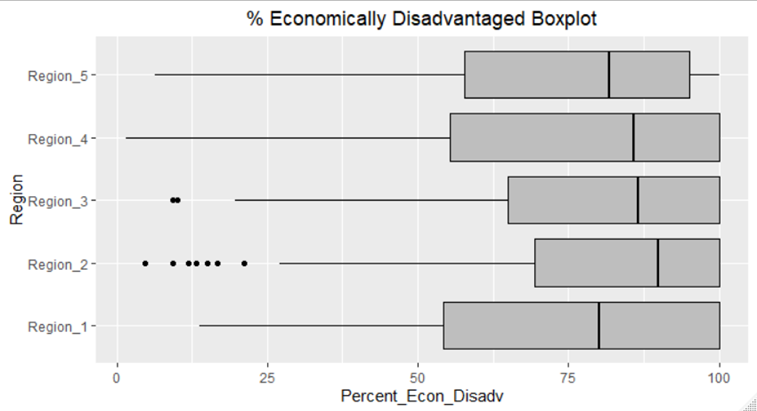 % Economically Disadvantaged Boxplot
Region
Region_5
Region_4
Region_3
Region_2
Region_1
0 25 50 75 100
Percent_Econ_Disadv